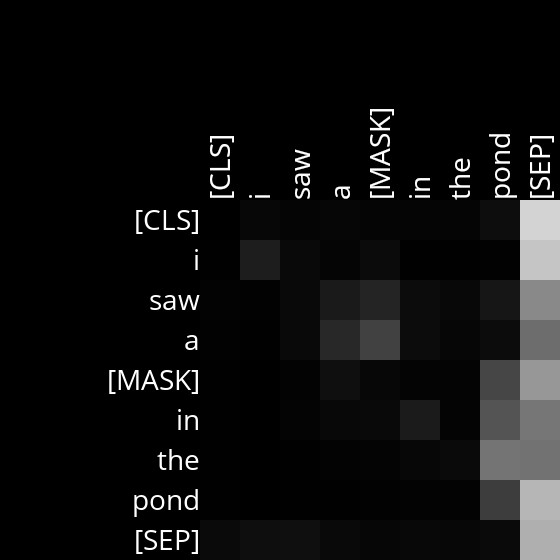 [CLS] i saw a [MASK] in the pond [SEP]
[CLS]
i
saw
a
[MASK]
in
the
pond
[SEP]